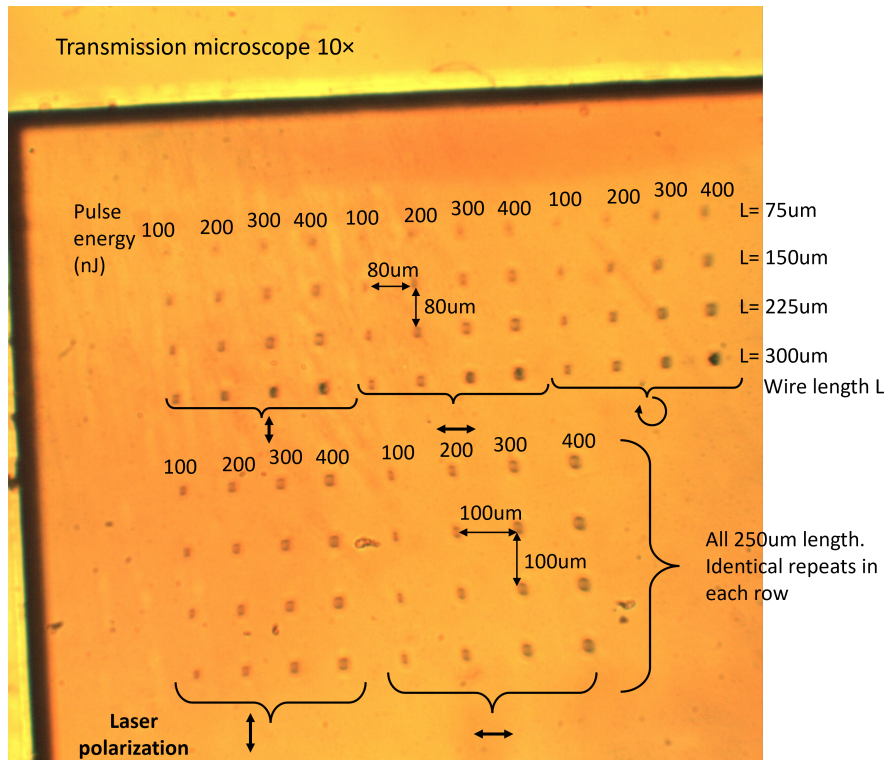 Transmission microscope 10×
Pulse
energy
(nJ)
100 200 300 400 100 200 300 400 100 200 300 400
L= 75um
L= 150um
80um
80um
L= 225um
L= 300um
Wire length L
100 200 300 400 100 200 300 400
100um
100um
All 250um length.
Identical repeats in
each row
Laser
polarization